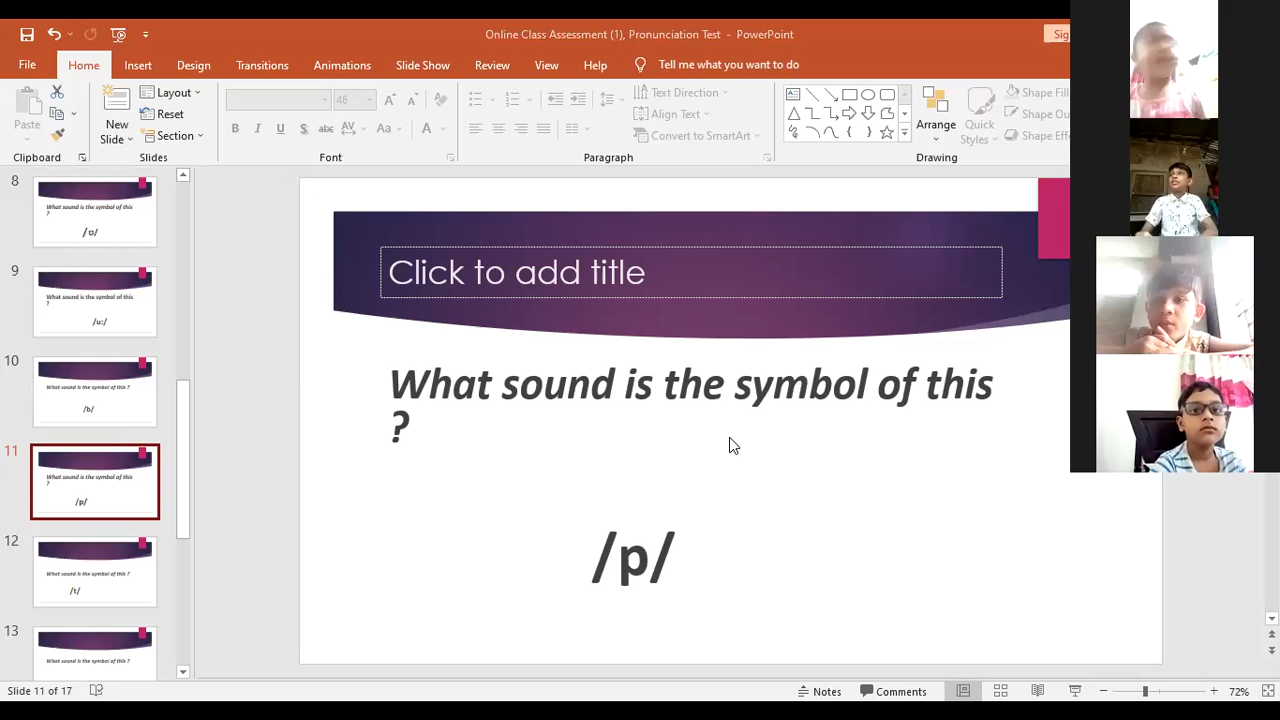 Online Class Assessment (1), Pronunciation Test - PowerPoint
File Home Insert Design Transitions Animations Slide Show Review View Help Tell me what you want to do
Paste
Clipboard
New Slide
Layout
Reset
Section
Slides
46
Font
Text Direction
Align Text
Convert to SmartArt
Paragraph
Arrange
Quick Styles
Shape
Shape
Shape
Drawing
8
What sound is the symbol of this
?
/ʊ/
9
What sound is the symbol of this
?
/u:/
10
What sound is the symbol of this ?
/b/
11
What sound is the symbol of this
?
/p/
12
What sound is the symbol of this ?
/t/
13
What sound is the symbol of this ?
Click to add title
What sound is the symbol of this
?
/p/
Slide 11 of 17
Notes Comments 72%